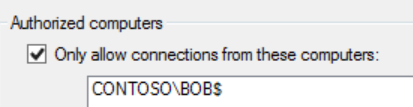 Authorized computers
Only allow connections from these computers:
CONTOSO\BOB$